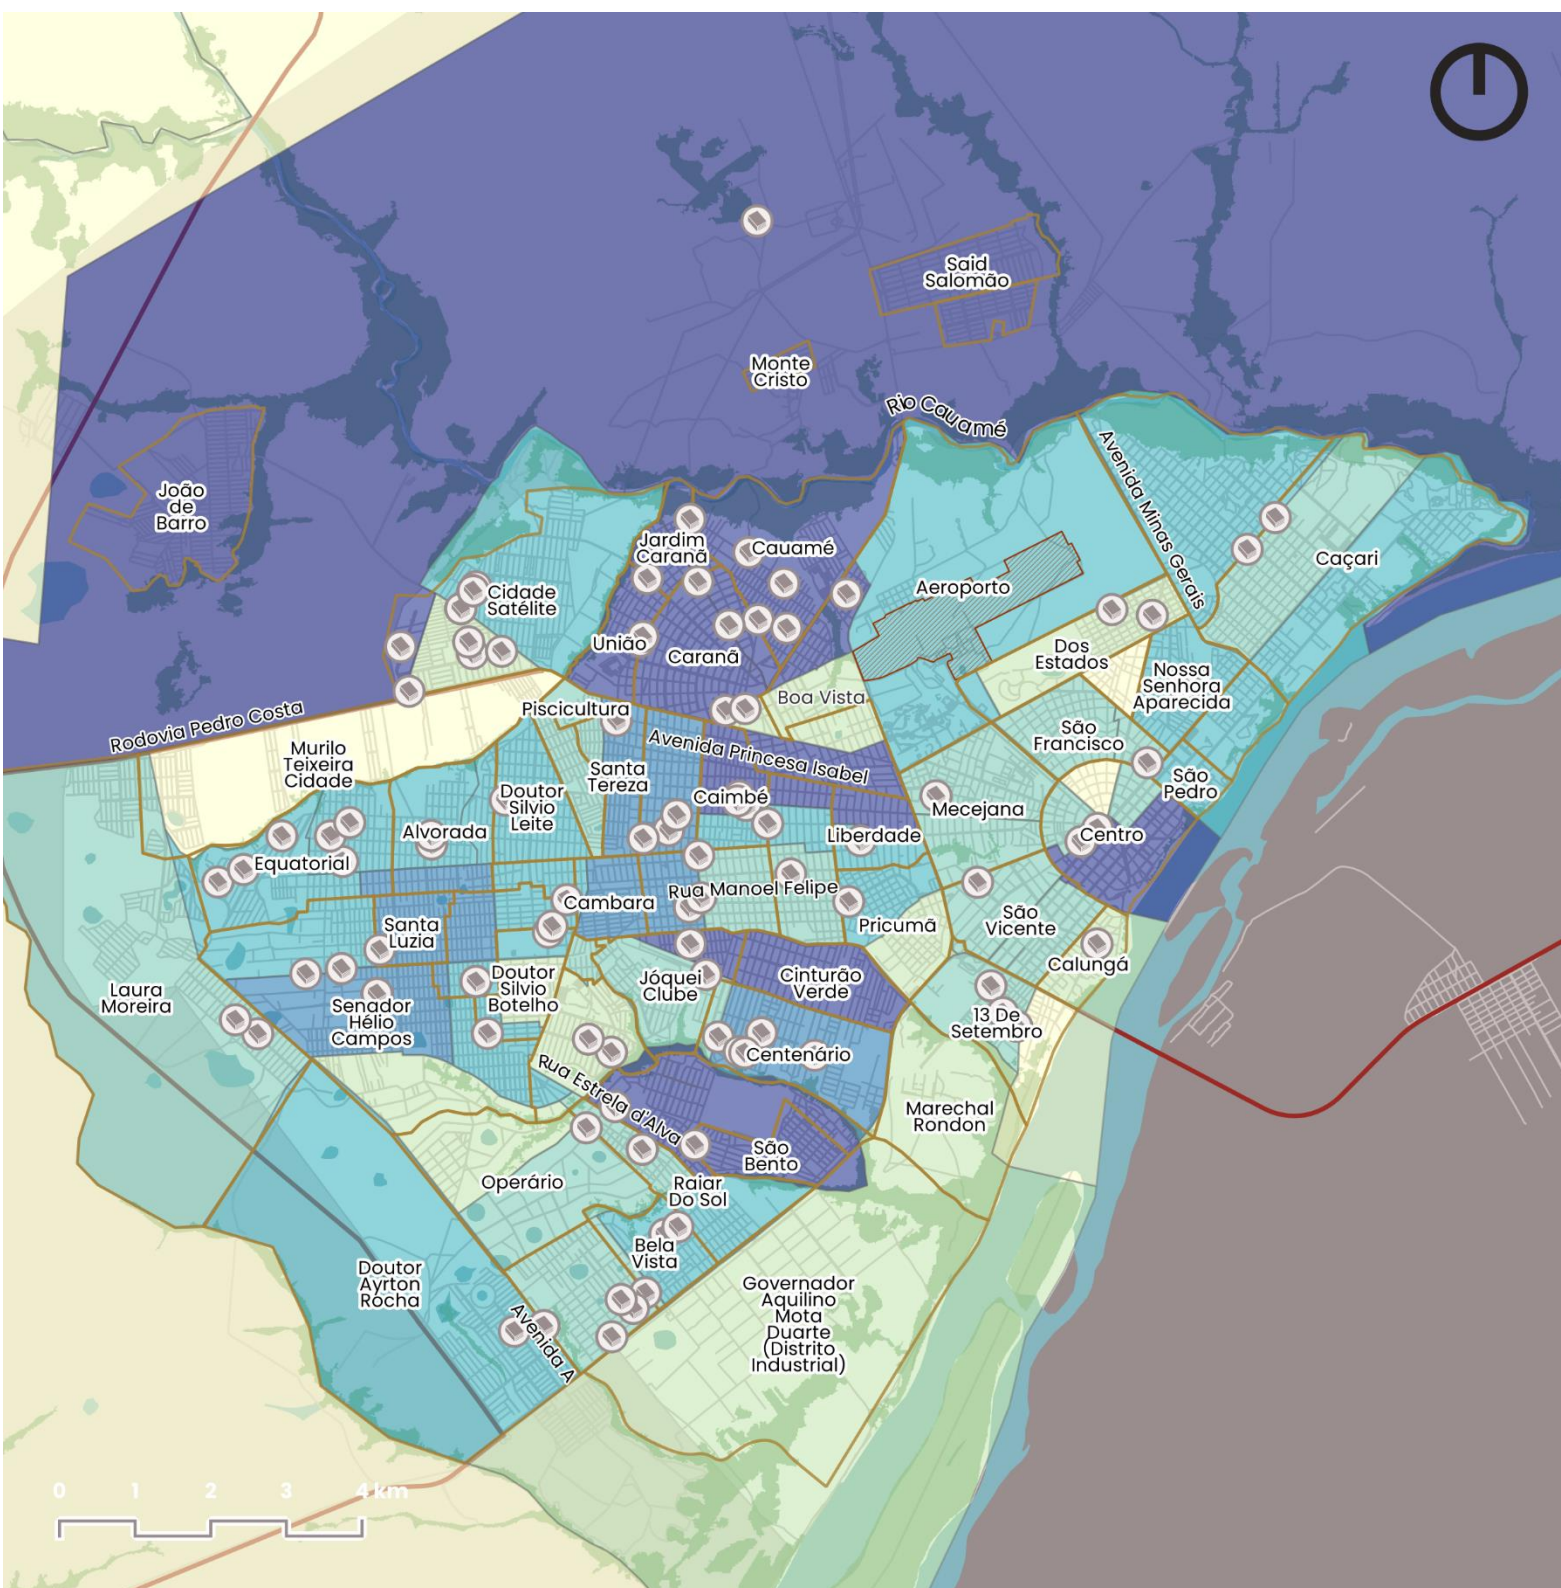 Said
Salomão
Monte
Cristo
Rio Cauamé
Avenida Minas Gerais
João
de
Barro
Jardim
Caranã
Cauamé
Caçari
Aeroporto
Cidade
Satélite
União
Caranã
Dos
Estados
Nossa
Senhora
Aparecida
Boa Vista
Piscicultura
Rodovia Pedro Costa
Avenida Princesa Isabel
São
Francisco
Murilo
Teixeira
Cidade
Santa
Tereza
São
Pedro
Doutor
Silvio
Leite
Caimbé
Mecejana
Alvorada
Liberdade
Centro
Equatorial
Rua Manoel Felipe
Cambara
Santa
Luzia
Pricumã
São
Vicente
Calungá
Laura
Moreira
Senador
Hélio
Campos
Doutor
Silvio
Botelho
Jóquei
Clube
Cinturão
Verde
13 De
Setembro
Centenário
Rua Estrela d'Alva
Marechal
Rondon
São
Bento
Operário
Raiar
Do Sol
Bela
Vista
Doutor
Ayrton
Rocha
Avenida A
Governador
Aquilino
Mota
Duarte
(Distrito
Industrial)
0 1 2 3 4 km